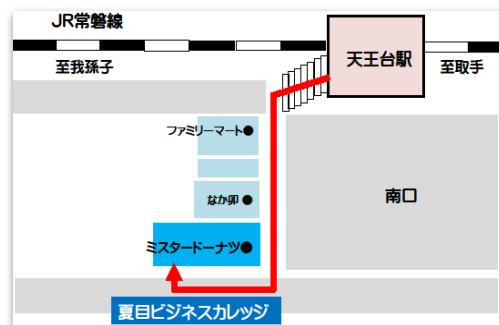 JR常磐線
天王台駅
至我孫子
至取手
ファミリーマート
なか卯
南口
ミスタードーナツ
夏目ビジネスカレッジ